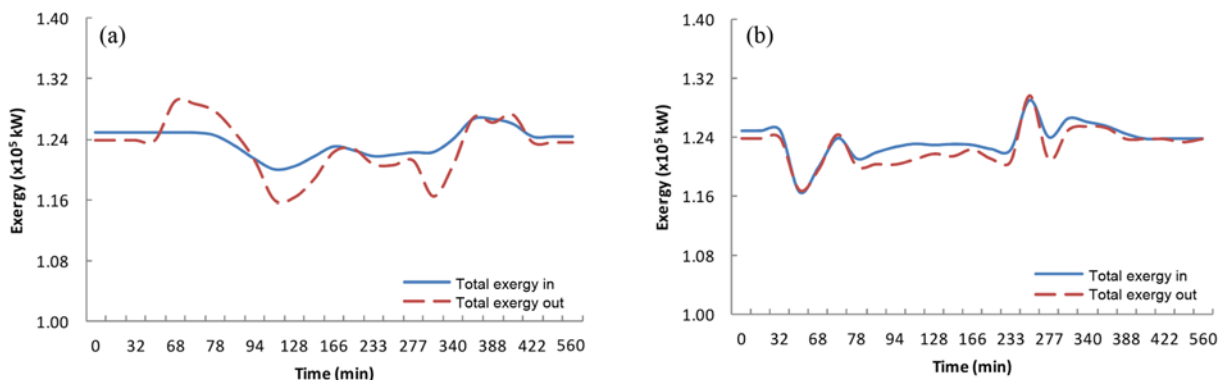 (a)
Exergy (x10⁵ kW)
1.40
1.32
1.24
1.16
1.08
1.00
Total exergy in
Total exergy out
0 32 68 78 94 128 166 233 277 340 388 422 560
Time (min)
(b)
Exergy (x10⁵ kW)
1.40
1.32
1.24
1.16
1.08
1.00
Total exergy in
Total exergy out
0 32 68 78 94 128 166 233 277 340 388 422 560
Time (min)